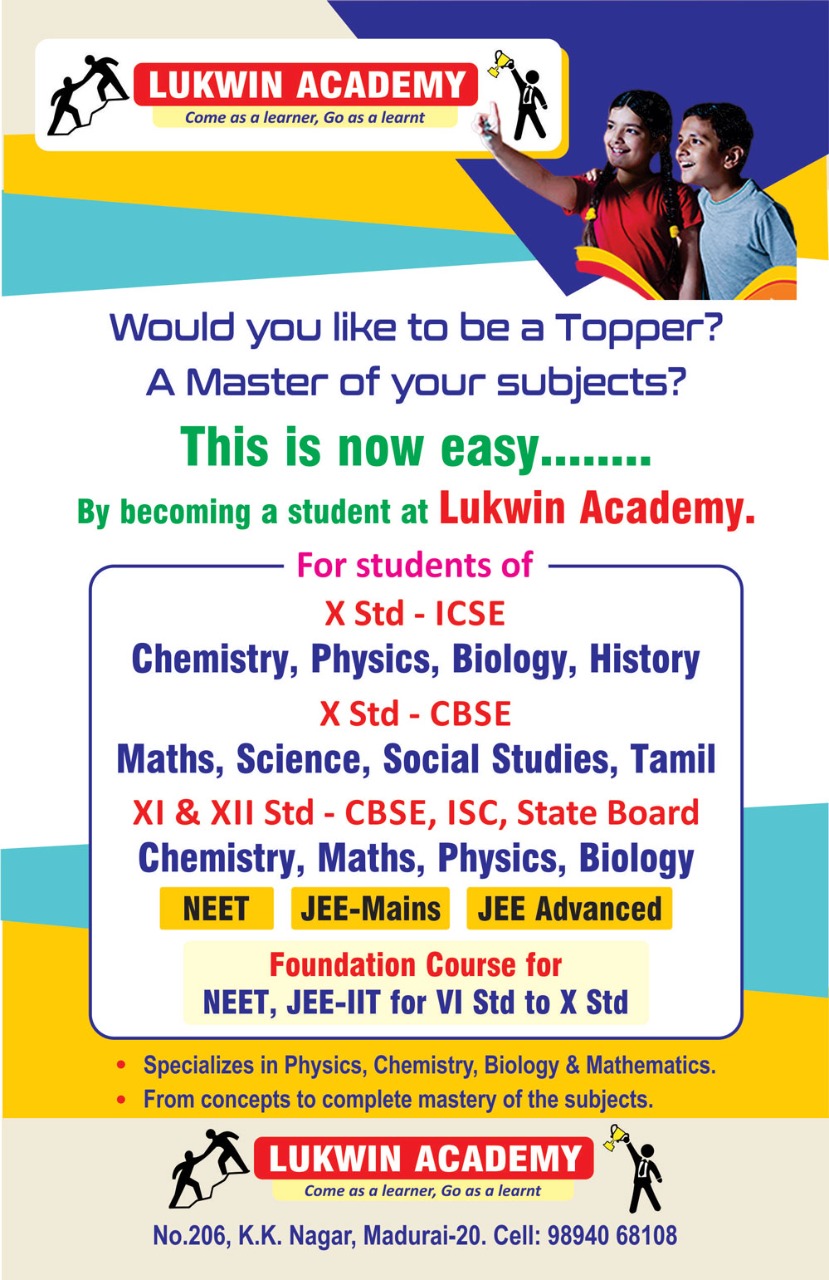 LUKWIN ACADEMY
Come as a learner, Go as a learnt
Would you like to be a Topper?
A Master of your subjects?
This is now easy........
By becoming a student at Lukwin Academy.
For students of
X Std - ICSE
Chemistry, Physics, Biology, History
X Std - CBSE
Maths, Science, Social Studies, Tamil
XI & XII Std - CBSE, ISC, State Board
Chemistry, Maths, Physics, Biology
NEET JEE-Mains JEE Advanced
Foundation Course for
NEET, JEE-IIT for VI Std to X Std
• Specializes in Physics, Chemistry, Biology & Mathematics.
• From concepts to complete mastery of the subjects.
LUKWIN ACADEMY
Come as a learner, Go as a learnt
No.206, K.K. Nagar, Madurai-20. Cell: 98940 68108